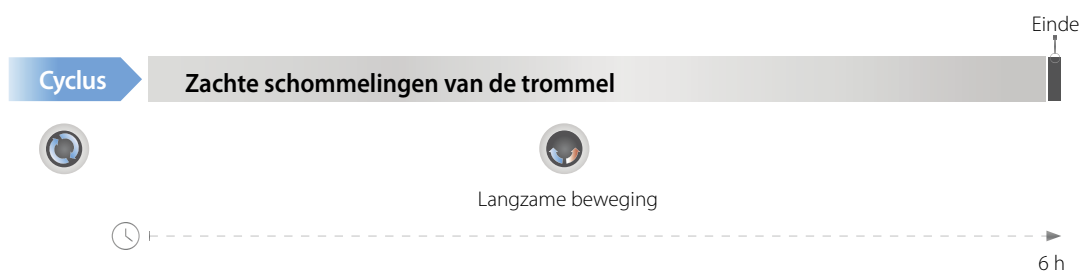 Einde
Cyclus
Zachte schommelingen van de trommel
Langzame beweging
6 h